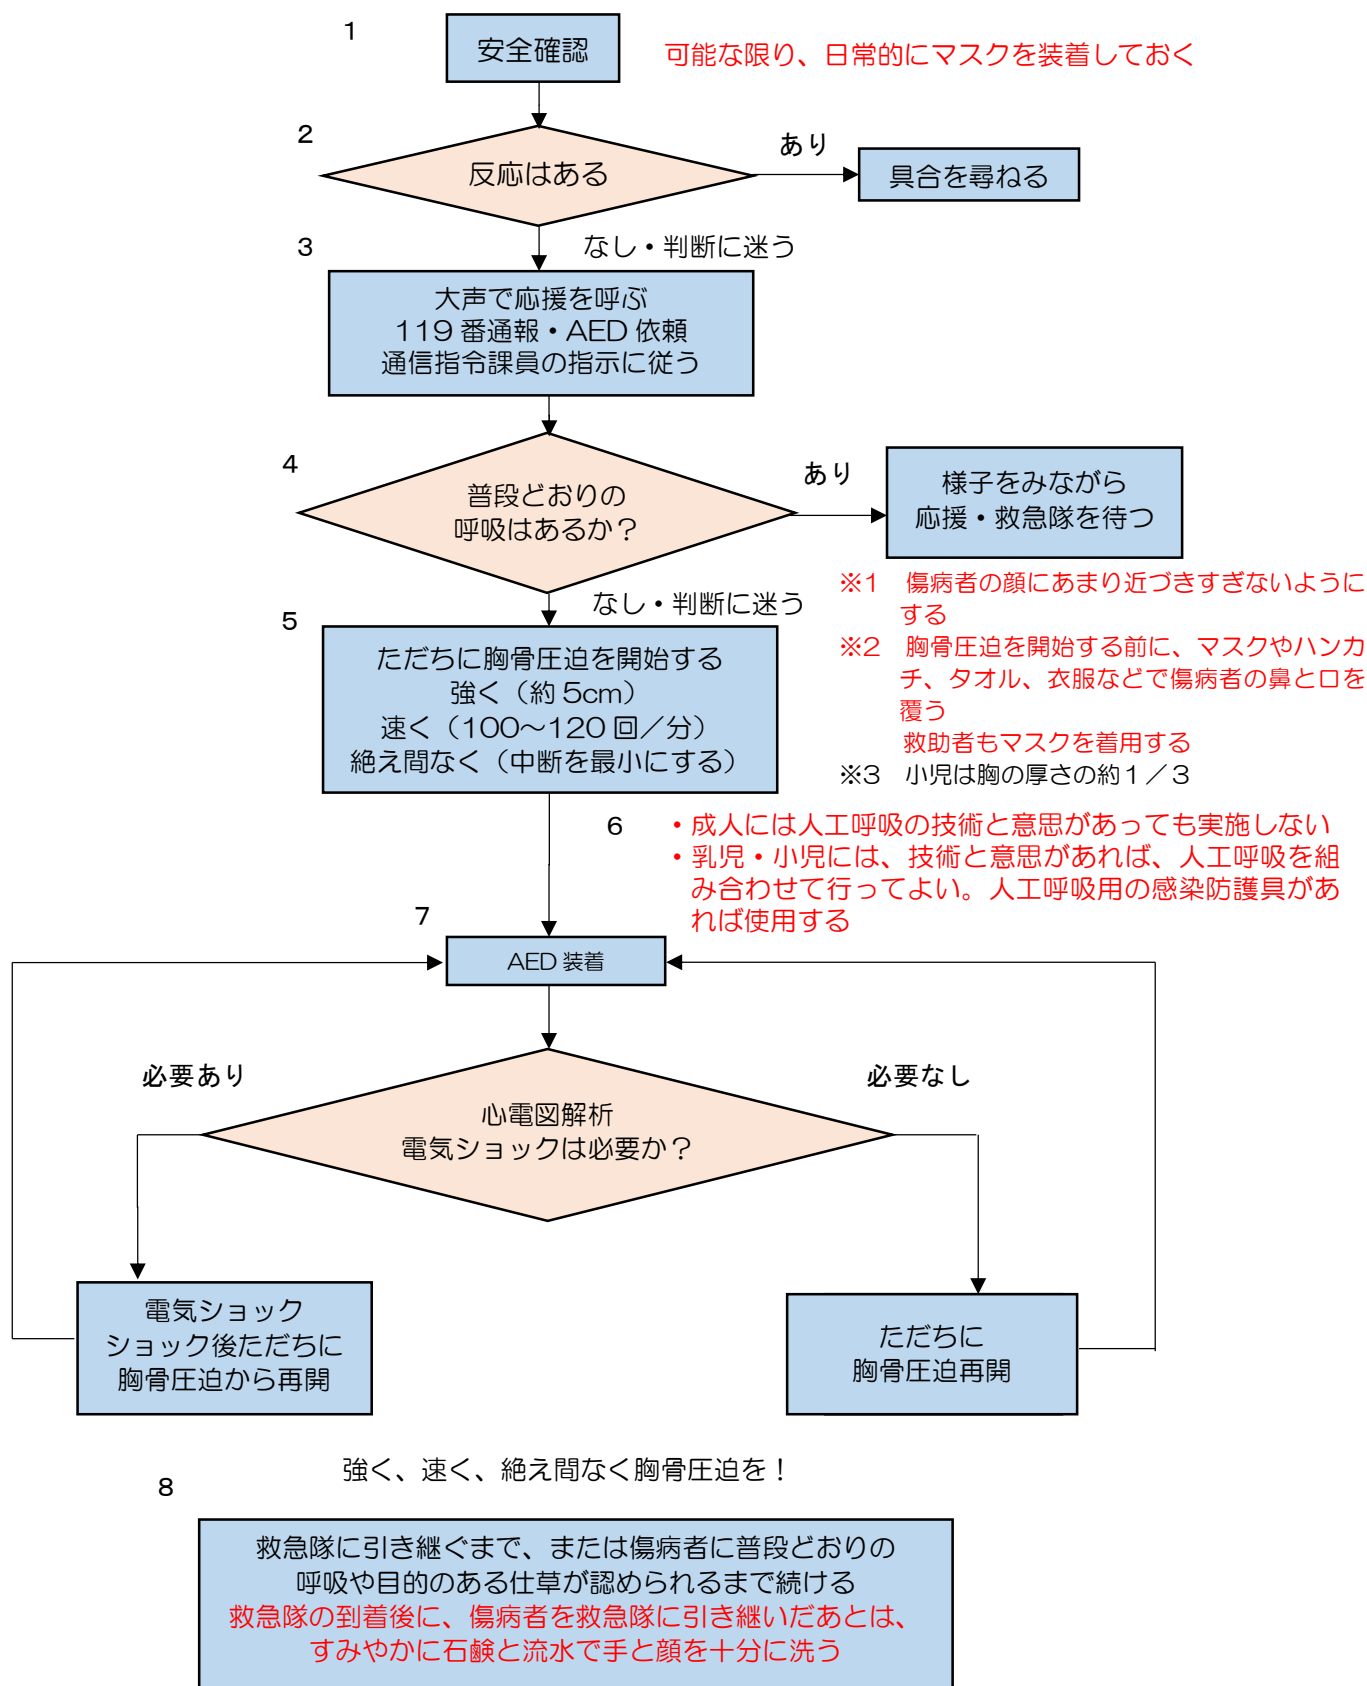 1
安全確認
可能な限り、日常的にマスクを装着しておく
2
反応はある
あり
具合を尋ねる
3
なし・判断に迷う
大声で応援を呼ぶ
119番通報・AED依頼
通信指令課員の指示に従う
4
普段どおりの
呼吸はあるか?
あり
様子をみながら
応援・救急隊を待つ
※1 傷病者の顔にあまり近づきすぎないように
する
※2 胸骨圧迫を開始する前に、マスクやハンカ
チ、タオル、衣服などで傷病者の鼻と口を
覆う
救助者もマスクを着用する
※3 小児は胸の厚さの約1/3
なし・判断に迷う
5
ただちに胸骨圧迫を開始する
強く(約5cm)
速く(100~120回/分)
絶え間なく(中断を最小にする)
6
・成人には人工呼吸の技術と意思があっても実施しない
・乳児・小児には、技術と意思があれば、人工呼吸を組
み合わせて行ってよい。人工呼吸用の感染防護具があ
れば使用する
7
AED装着
必要あり
必要なし
心電図解析
電気ショックは必要か?
電気ショック
ショック後ただちに
胸骨圧迫から再開
ただちに
胸骨圧迫再開
強く、速く、絶え間なく胸骨圧迫を!
8
救急隊に引き継ぐまで、または傷病者に普段どおりの
呼吸や目的のある仕草が認められるまで続ける
救急隊の到着後に、傷病者を救急隊に引き継いだあとは、
すみやかに石鹸と流水で手と顔を十分に洗う